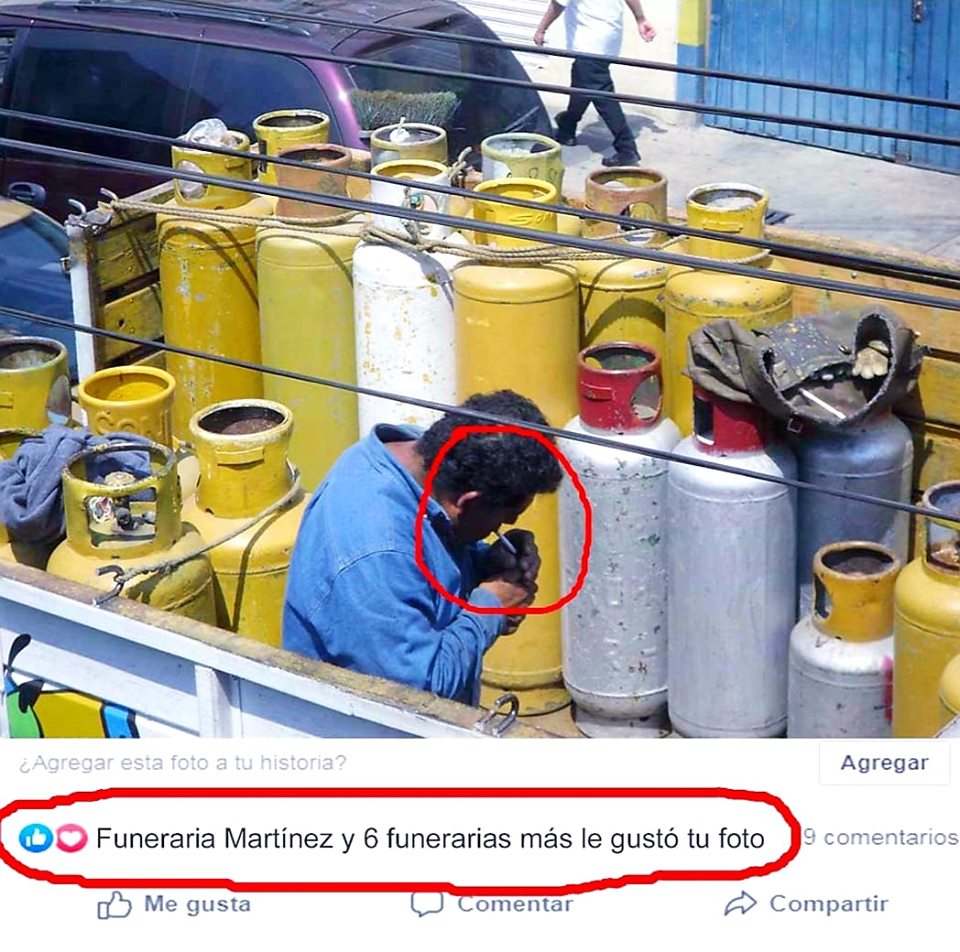 ¿Agregar esta foto a tu historia?
Agregar
Funeraria Martínez y 6 funerarias más le gustó tu foto
9 comentarios
Me gusta
Comentar
Compartir